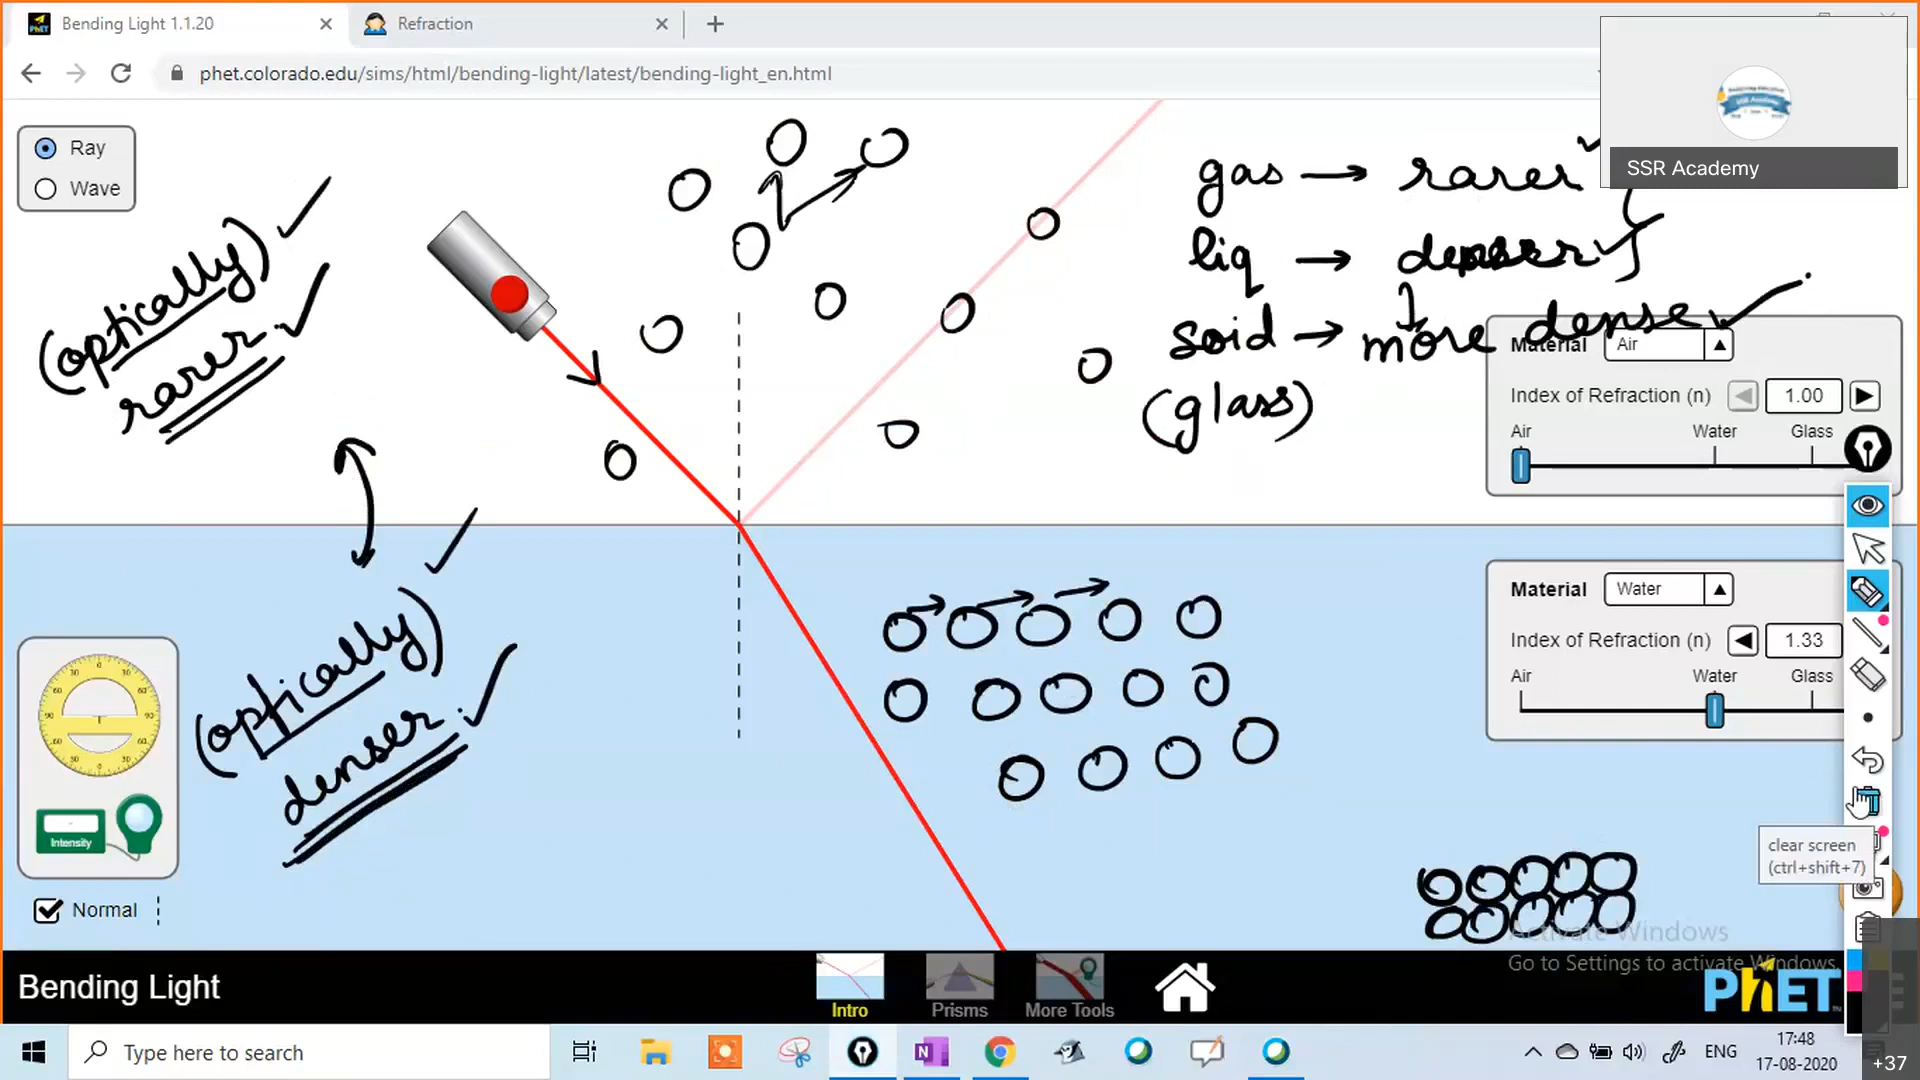 Bending Light 1.1.20
Refraction
phet.colorado.edu/sims/html/bending-light/latest/bending-light_en.html
SSR Academy
Ray
Wave
(optically)
rarer
gas → rarer
liq → denser
soid → more dense
(glass)
Material Air
Index of Refraction (n) 1.00
Air Water Glass
(optically)
denser
Material Water
Index of Refraction (n) 1.33
Air Water Glass
Intensity
Normal
clear screen
(ctrl+shift+7)
Activate Windows
Go to Settings to activate Windows.
Bending Light
Intro
Prisms
More Tools
PhET
Type here to search
ENG
17:48
17-08-2020
+37